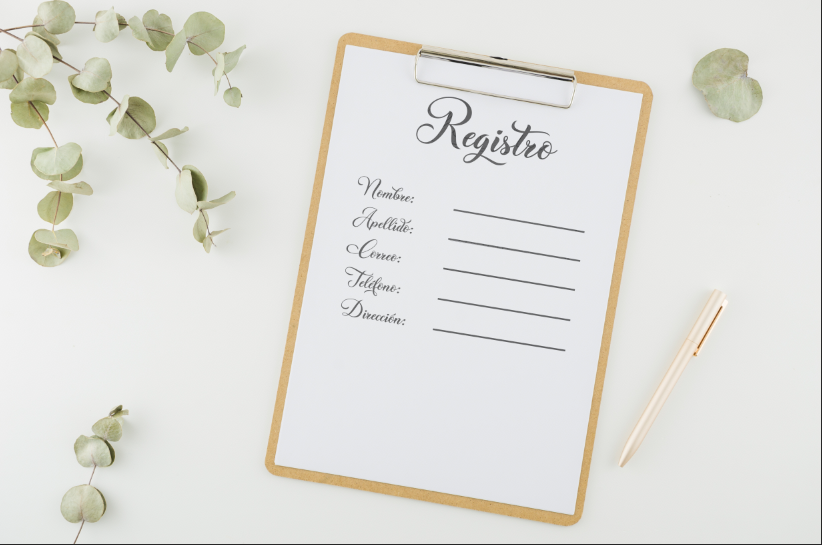 Registro
Nombre:
Apellido:
Correo:
Teléfono:
Dirección: